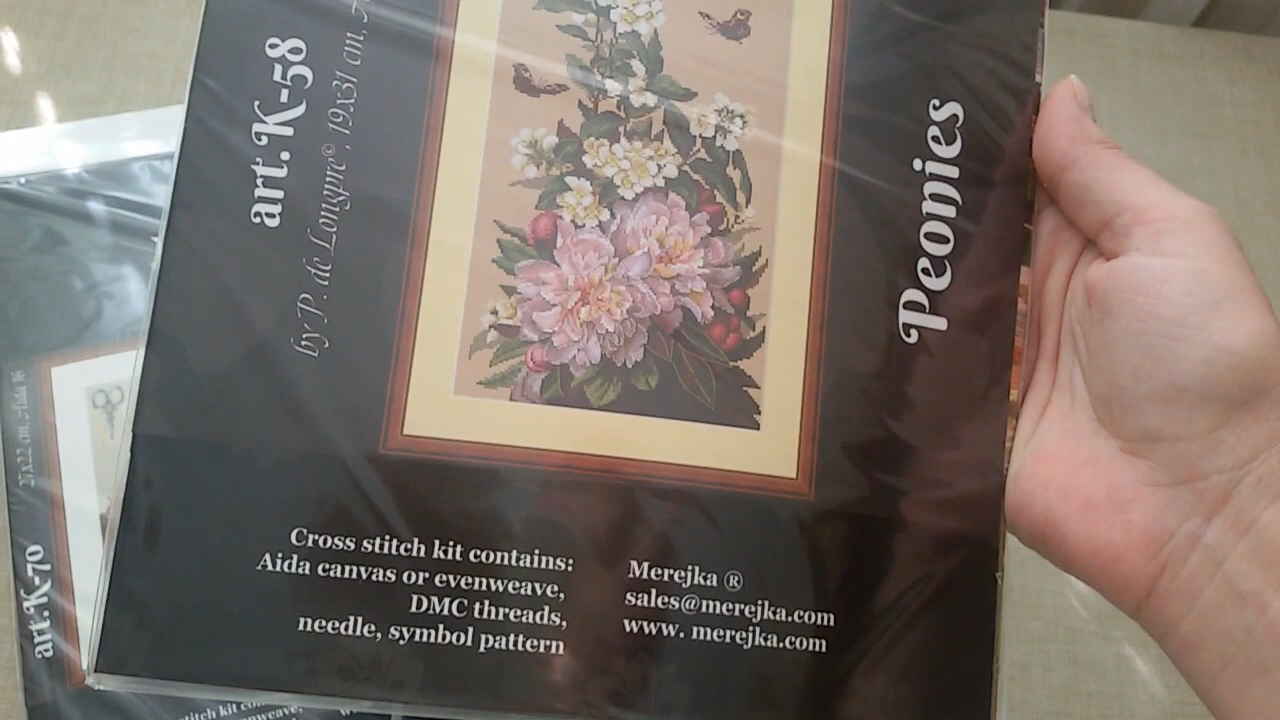 art.K-58
by P. de Longpre©, 19x31 cm,
Peonies
Cross stitch kit contains:
Aida canvas or evenweave,
DMC threads,
needle, symbol pattern
Merejka ®
sales@merejka.com
www. merejka.com
27x22 cm, Aida 16
art.K-70